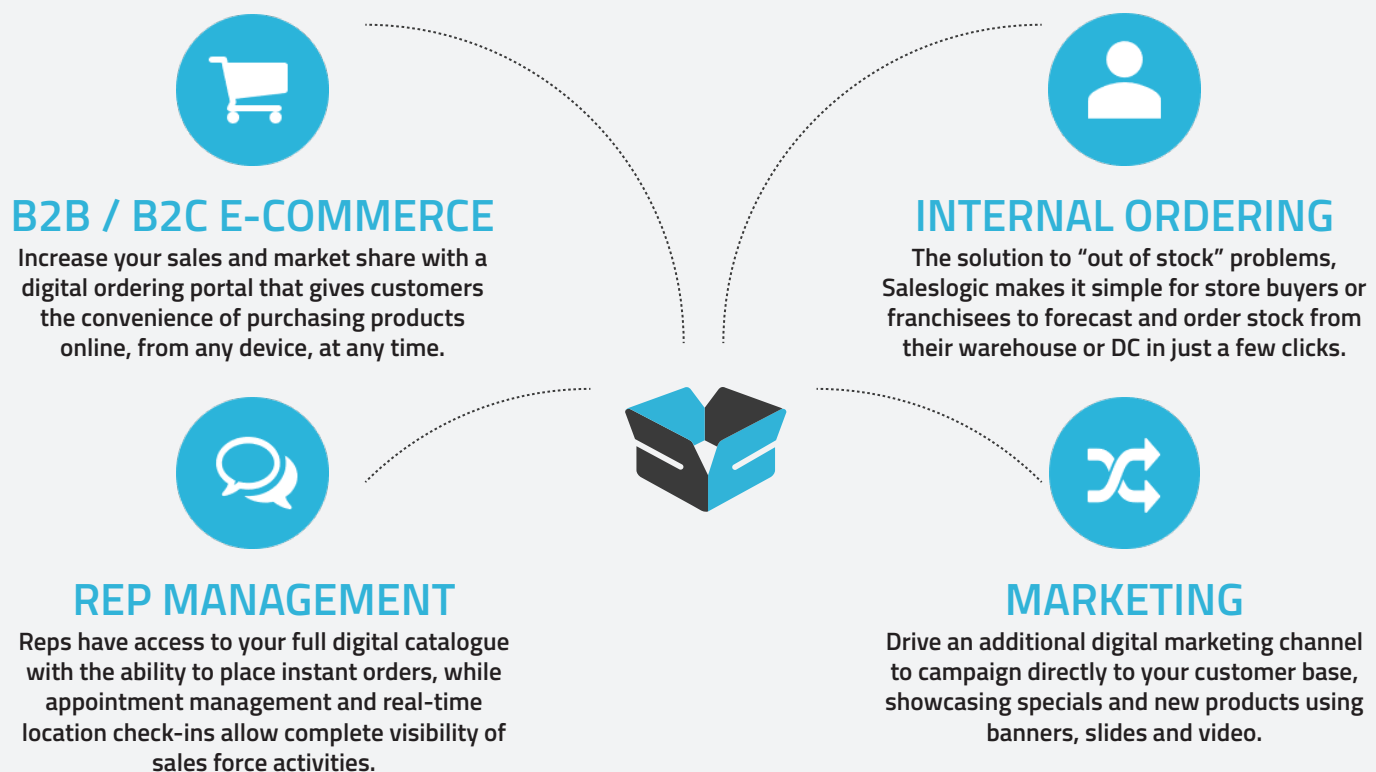 B2B / B2C E-COMMERCE
Increase your sales and market share with a
digital ordering portal that gives customers
the convenience of purchasing products
online, from any device, at any time.
INTERNAL ORDERING
The solution to “out of stock” problems,
Saleslogic makes it simple for store buyers or
franchisees to forecast and order stock from
their warehouse or DC in just a few clicks.
REP MANAGEMENT
Reps have access to your full digital catalogue
with the ability to place instant orders, while
appointment management and real-time
location check-ins allow complete visibility of
sales force activities.
MARKETING
Drive an additional digital marketing channel
to campaign directly to your customer base,
showcasing specials and new products using
banners, slides and video.